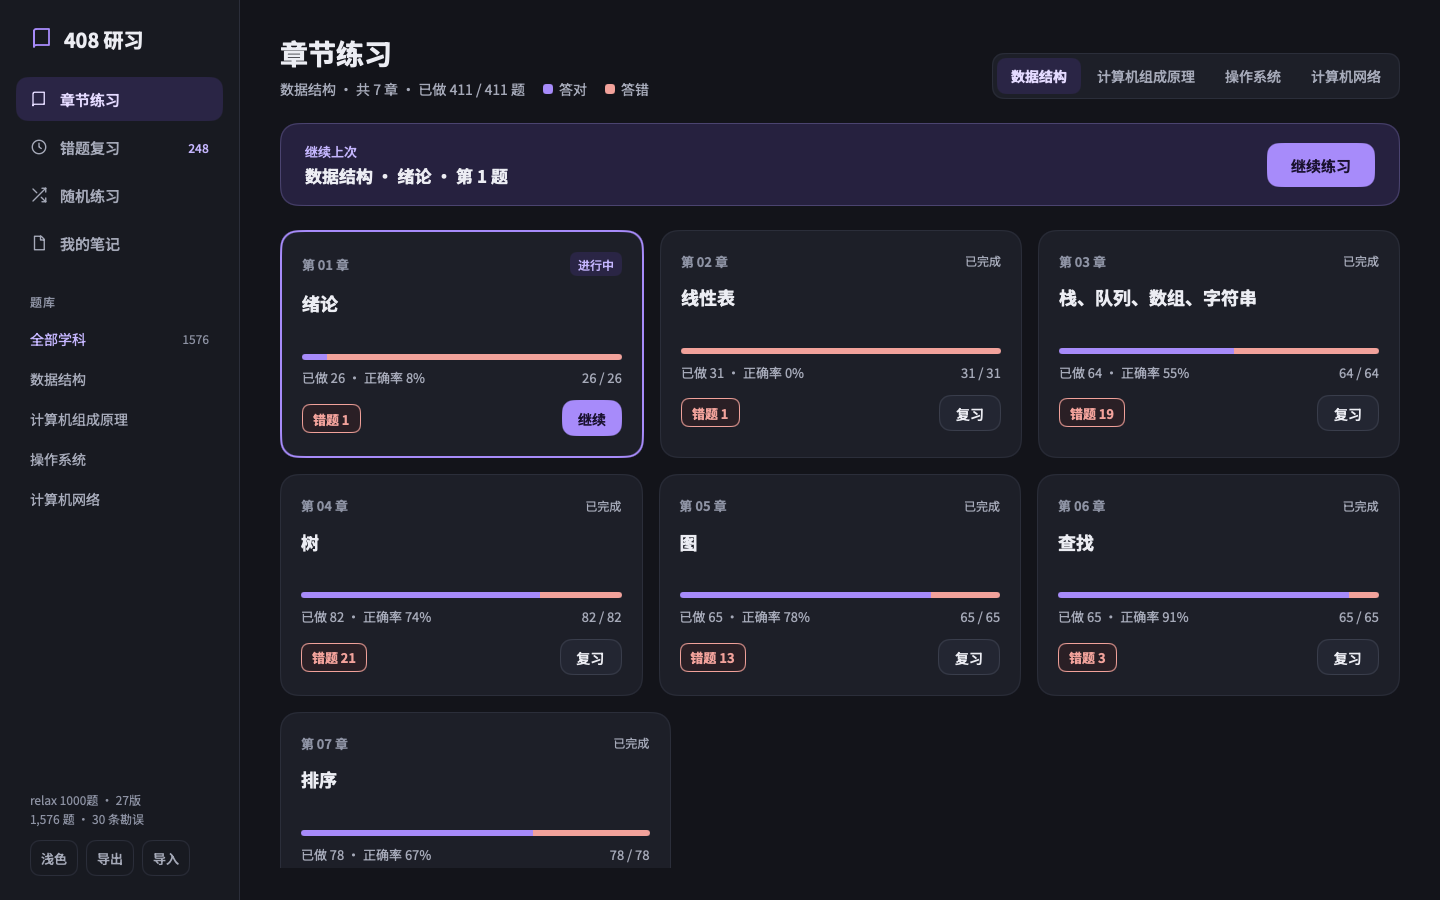 408 研习
章节练习
错题复习 248
随机练习
我的笔记
题库
全部学科 1576
数据结构
计算机组成原理
操作系统
计算机网络
relax 1000题 · 27版
1,576 题 · 30 条勘误
浅色 导出 导入
章节练习
数据结构 · 共 7 章 · 已做 411 / 411 题 答对 答错
数据结构 计算机组成原理 操作系统 计算机网络
继续上次
数据结构 · 绪论 · 第 1 题
继续练习
第 01 章 进行中
绪论
已做 26 · 正确率 8% 26 / 26
错题 1 继续
第 02 章 已完成
线性表
已做 31 · 正确率 0% 31 / 31
错题 1 复习
第 03 章 已完成
栈、队列、数组、字符串
已做 64 · 正确率 55% 64 / 64
错题 19 复习
第 04 章 已完成
树
已做 82 · 正确率 74% 82 / 82
错题 21 复习
第 05 章 已完成
图
已做 65 · 正确率 78% 65 / 65
错题 13 复习
第 06 章 已完成
查找
已做 65 · 正确率 91% 65 / 65
错题 3 复习
第 07 章 已完成
排序
已做 78 · 正确率 67% 78 / 78